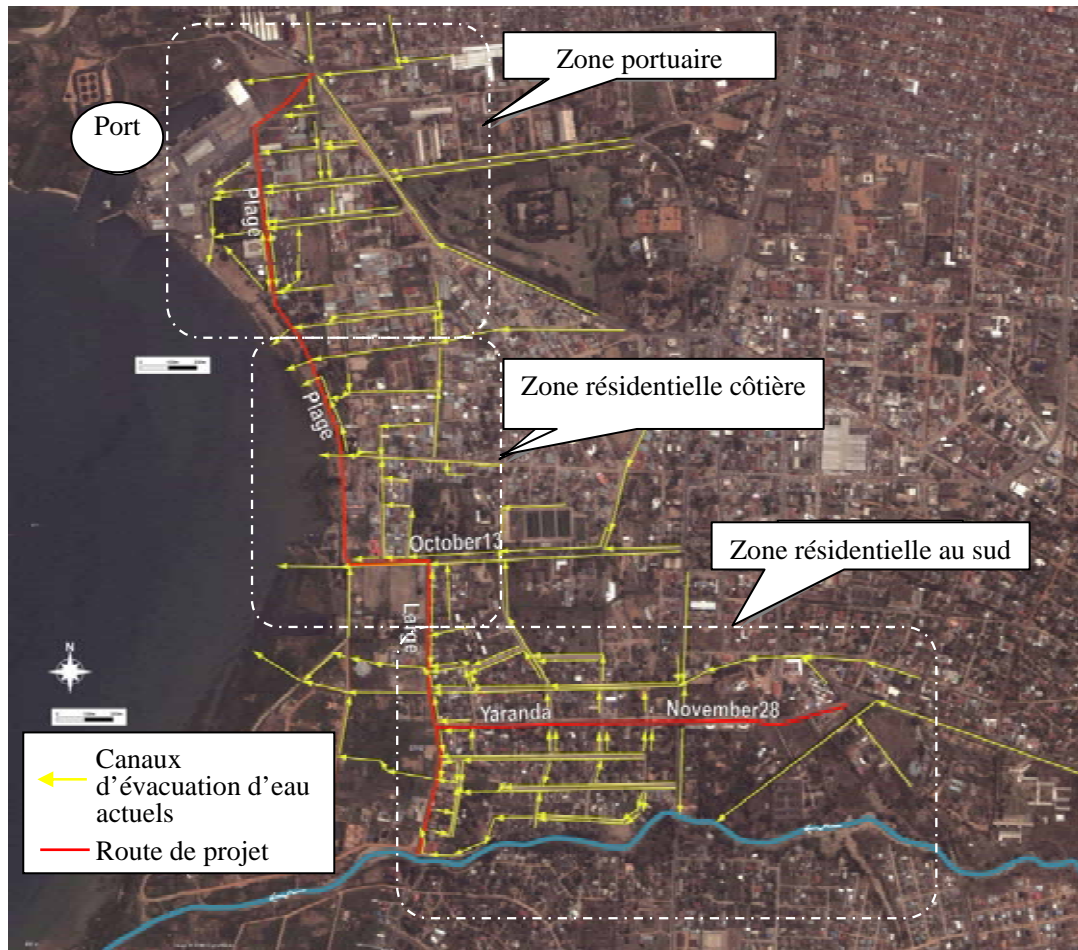 Zone portuaire
Port
Plage
Zone résidentielle côtière
Plage
October13
Zone résidentielle au sud
Large
N
Yaranda
November28
Canaux
d’évacuation d’eau
actuels
Route de projet